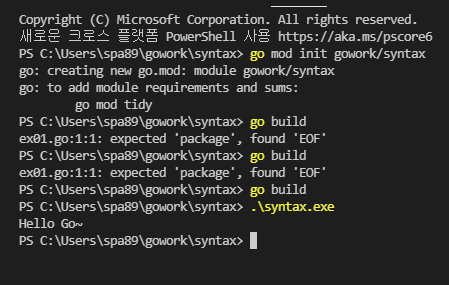 Copyright (C) Microsoft Corporation. All rights reserved.
새로운 크로스 플랫폼 PowerShell 사용 https://aka.ms/pscore6
PS C:\Users\spa89\gowork\syntax> go mod init gowork/syntax
go: creating new go.mod: module gowork/syntax
go: to add module requirements and sums:
        go mod tidy
PS C:\Users\spa89\gowork\syntax> go build
ex01.go:1:1: expected 'package', found 'EOF'
PS C:\Users\spa89\gowork\syntax> go build
ex01.go:1:1: expected 'package', found 'EOF'
PS C:\Users\spa89\gowork\syntax> go build
PS C:\Users\spa89\gowork\syntax> .\syntax.exe
Hello Go~
PS C:\Users\spa89\gowork\syntax>